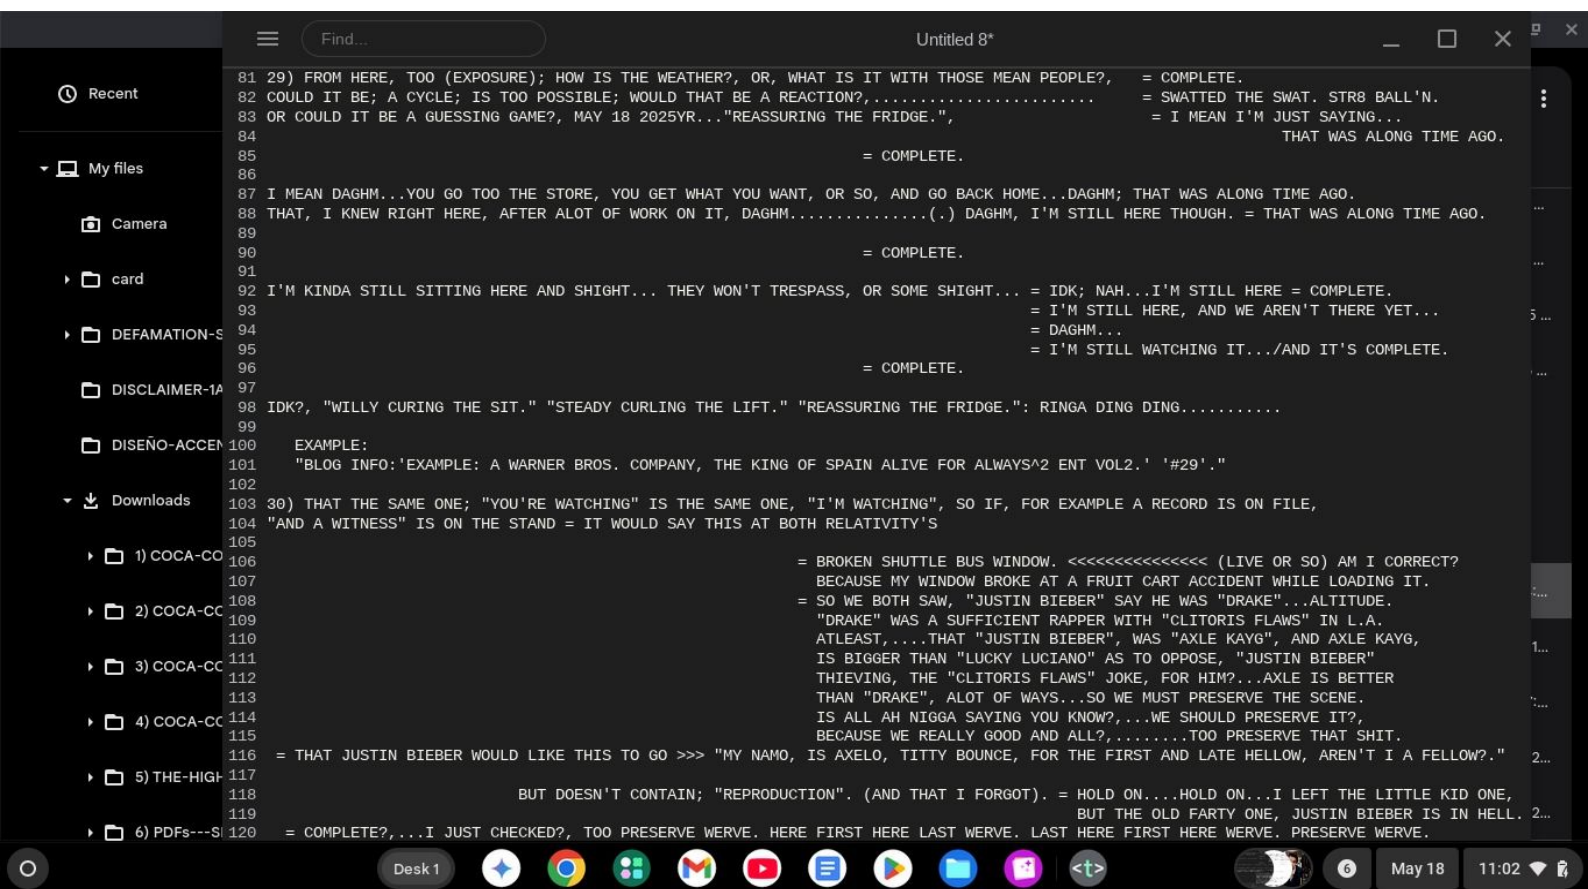 Find...
Untitled 8*
Recent
My files
Camera
card
DEFAMATION-S
DISCLAIMER-1A
DISEÑO-ACCEN
Downloads
1) COCA-CO
2) COCA-CC
3) COCA-CC
4) COCA-CC
5) THE-HIGH
6) PDFs---S
81 29) FROM HERE, TOO (EXPOSURE); HOW IS THE WEATHER?, OR, WHAT IS IT WITH THOSE MEAN PEOPLE?, = COMPLETE.
82 COULD IT BE; A CYCLE; IS TOO POSSIBLE; WOULD THAT BE A REACTION?,........................ = SWATTED THE SWAT. STR8 BALL'N.
83 OR COULD IT BE A GUESSING GAME?, MAY 18 2025YR..."REASSURING THE FRIDGE.", = I MEAN I'M JUST SAYING...
84 THAT WAS ALONG TIME AGO.
85 = COMPLETE.
86
87 I MEAN DAGHM...YOU GO TOO THE STORE, YOU GET WHAT YOU WANT, OR SO, AND GO BACK HOME...DAGHM; THAT WAS ALONG TIME AGO.
88 THAT, I KNEW RIGHT HERE, AFTER ALOT OF WORK ON IT, DAGHM...............(.) DAGHM, I'M STILL HERE THOUGH. = THAT WAS ALONG TIME AGO.
89
90 = COMPLETE.
91
92 I'M KINDA STILL SITTING HERE AND SHIGHT... THEY WON'T TRESPASS, OR SOME SHIGHT... = IDK; NAH...I'M STILL HERE = COMPLETE.
93 = I'M STILL HERE, AND WE AREN'T THERE YET...
94 = DAGHM...
95 = I'M STILL WATCHING IT.../AND IT'S COMPLETE.
96 = COMPLETE.
97
98 IDK?, "WILLY CURING THE SIT." "STEADY CURLING THE LIFT." "REASSURING THE FRIDGE.": RINGA DING DING...........
99
100 EXAMPLE:
101 "BLOG INFO:'EXAMPLE: A WARNER BROS. COMPANY, THE KING OF SPAIN ALIVE FOR ALWAYS^2 ENT VOL2.' '#29'."
102
103 30) THAT THE SAME ONE; "YOU'RE WATCHING" IS THE SAME ONE, "I'M WATCHING", SO IF, FOR EXAMPLE A RECORD IS ON FILE,
104 "AND A WITNESS" IS ON THE STAND = IT WOULD SAY THIS AT BOTH RELATIVITY'S
105
106 = BROKEN SHUTTLE BUS WINDOW. <<<<<<<<<<<<<<< (LIVE OR SO) AM I CORRECT?
107 BECAUSE MY WINDOW BROKE AT A FRUIT CART ACCIDENT WHILE LOADING IT.
108 = SO WE BOTH SAW, "JUSTIN BIEBER" SAY HE WAS "DRAKE"...ALTITUDE.
109 "DRAKE" WAS A SUFFICIENT RAPPER WITH "CLITORIS FLAWS" IN L.A.
110 ATLEAST,....THAT "JUSTIN BIEBER", WAS "AXLE KAYG", AND AXLE KAYG,
111 IS BIGGER THAN "LUCKY LUCIANO" AS TO OPPOSE, "JUSTIN BIEBER"
112 THIEVING, THE "CLITORIS FLAWS" JOKE, FOR HIM?...AXLE IS BETTER
113 THAN "DRAKE", ALOT OF WAYS...SO WE MUST PRESERVE THE SCENE.
114 IS ALL AH NIGGA SAYING YOU KNOW?,...WE SHOULD PRESERVE IT?,
115 BECAUSE WE REALLY GOOD AND ALL?,........TOO PRESERVE THAT SHIT.
116 = THAT JUSTIN BIEBER WOULD LIKE THIS TO GO >>> "MY NAMO, IS AXELO, TITTY BOUNCE, FOR THE FIRST AND LATE HELLOW, AREN'T I A FELLOW?."
117
118 BUT DOESN'T CONTAIN; "REPRODUCTION". (AND THAT I FORGOT). = HOLD ON....HOLD ON...I LEFT THE LITTLE KID ONE,
119 BUT THE OLD FARTY ONE, JUSTIN BIEBER IS IN HELL.
120 = COMPLETE?,...I JUST CHECKED?, TOO PRESERVE WERVE. HERE FIRST HERE LAST WERVE. LAST HERE FIRST HERE WERVE. PRESERVE WERVE.
Desk 1
<t>
6
May 18
11:02